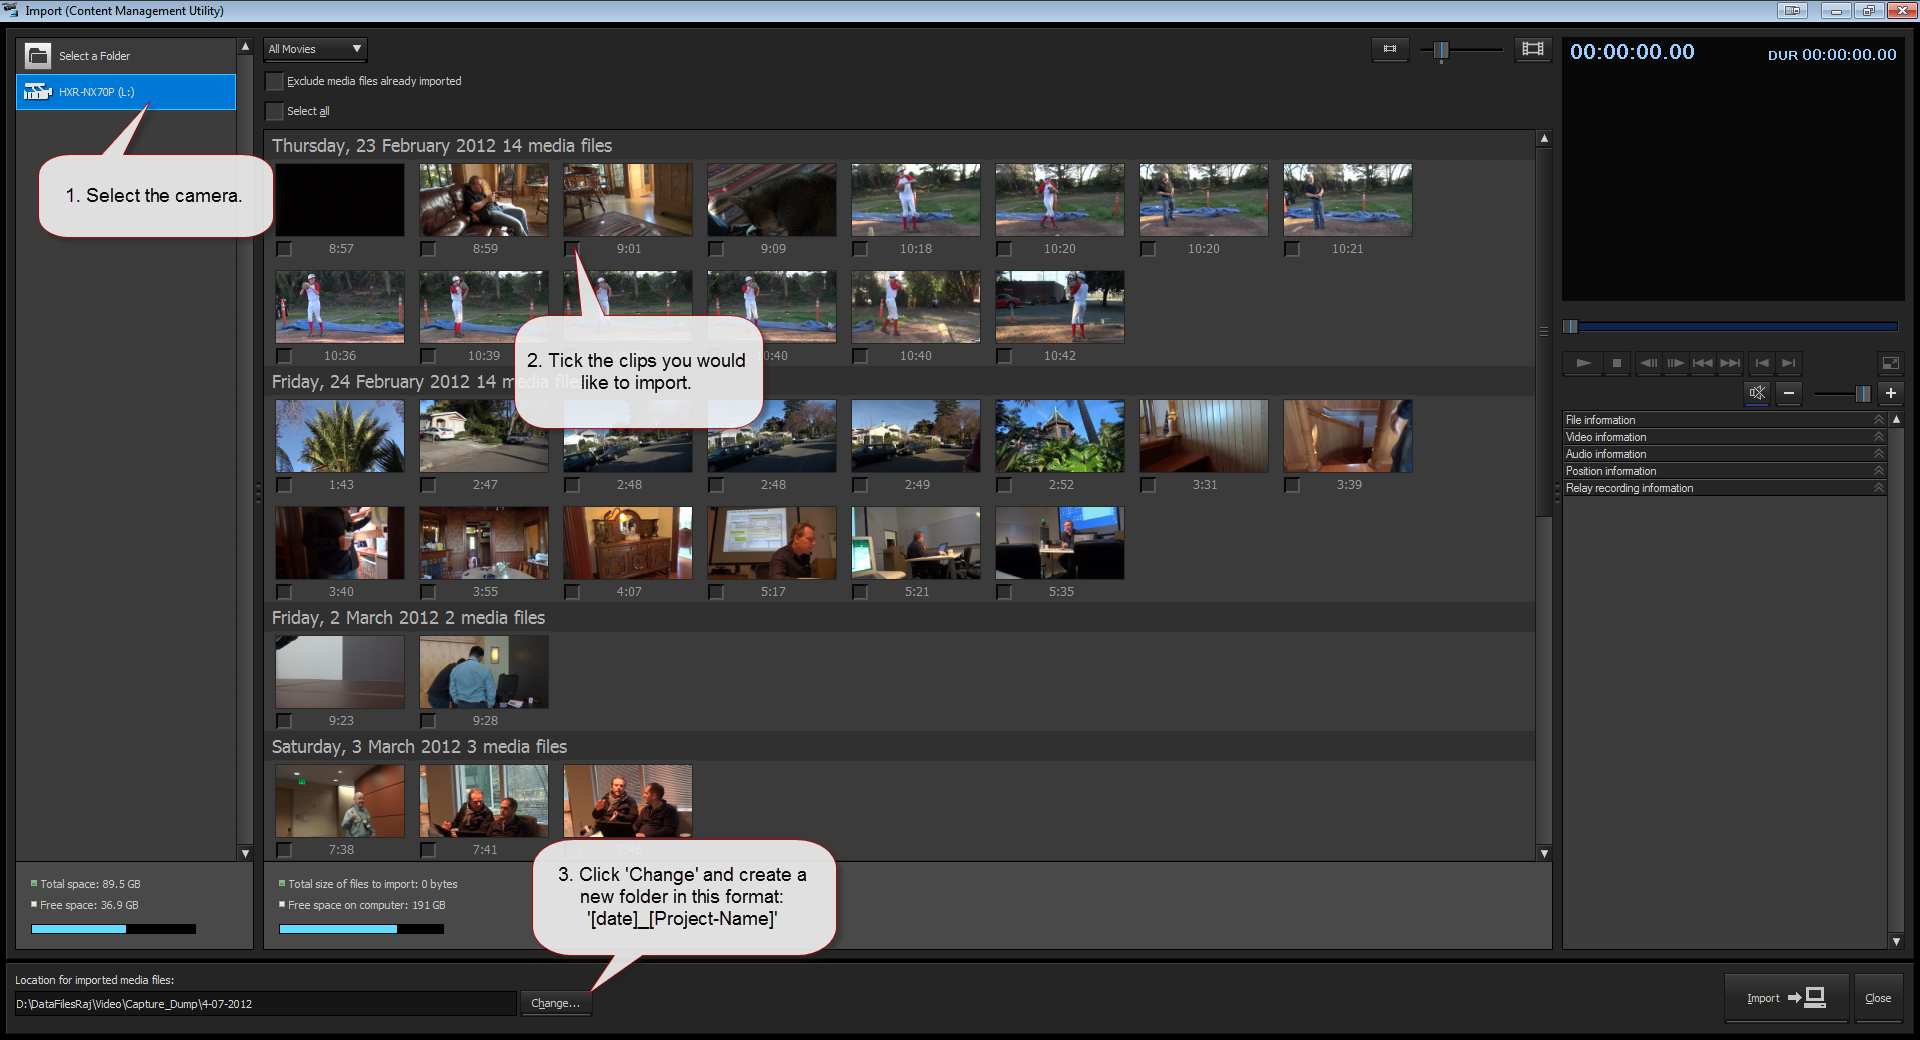 Import (Content Management Utility)
Select a Folder
HXR-NX70P (L:)
1. Select the camera.
All Movies
Exclude media files already imported
Select all
Thursday, 23 February 2012 14 media files
8:57
8:59
9:01
9:09
10:18
10:20
10:20
10:21
10:36
10:39
:40
10:40
10:42
2. Tick the clips you would
like to import.
Friday, 24 February 2012 14 m
1:43
2:47
2:48
2:48
2:49
2:52
3:31
3:39
3:40
3:55
4:07
5:17
5:21
5:35
Friday, 2 March 2012 2 media files
9:23
9:28
Saturday, 3 March 2012 3 media files
7:38
7:41
3. Click 'Change' and create a
new folder in this format:
'[date]_[Project-Name]'
Total space: 89.5 GB
Free space: 36.9 GB
Total size of files to import: 0 bytes
Free space on computer: 191 GB
Location for imported media files:
D:\DataFilesRaj\Video\Capture_Dump\4-07-2012
Change...
00:00:00.00
DUR 00:00:00.00
File information
Video information
Audio information
Position information
Relay recording information
Import
Close